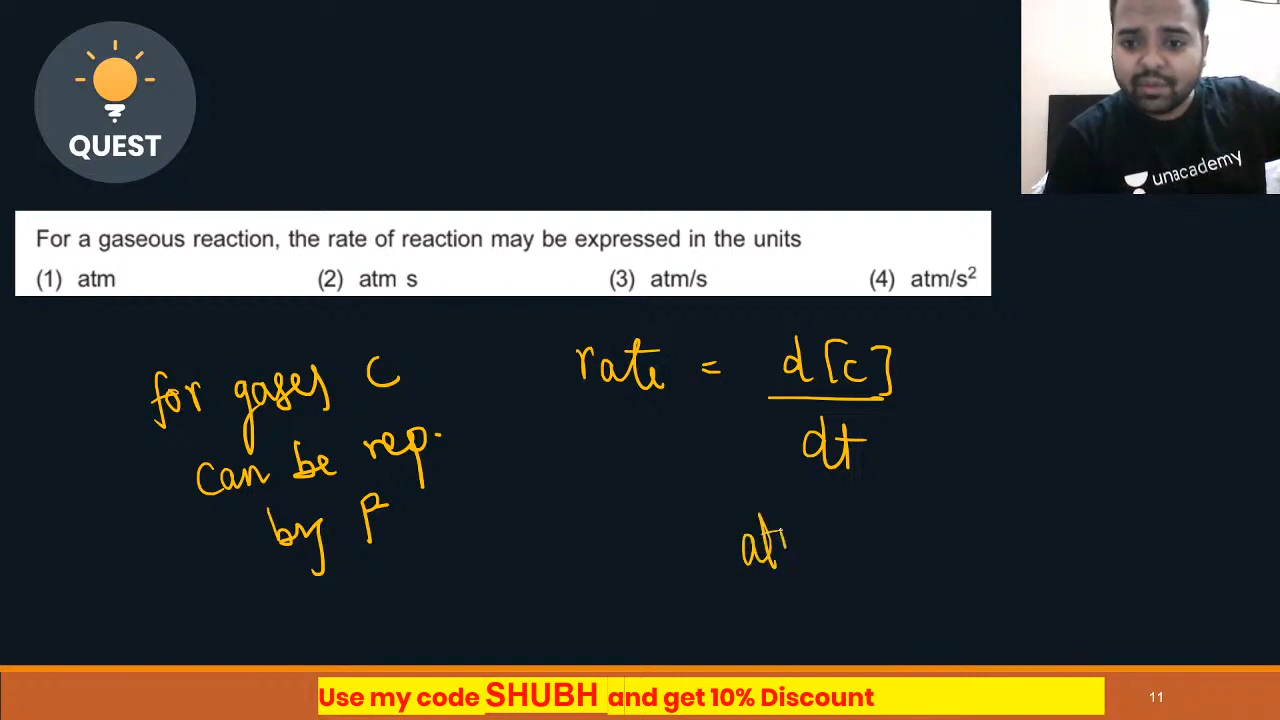 QUEST
unacademy
For a gaseous reaction, the rate of reaction may be expressed in the units
(1) atm (2) atm s (3) atm/s (4) atm/s²
for gases C
can be rep.
by P
rate = d[c]
dt
at
Use my code SHUBH and get 10% Discount
11